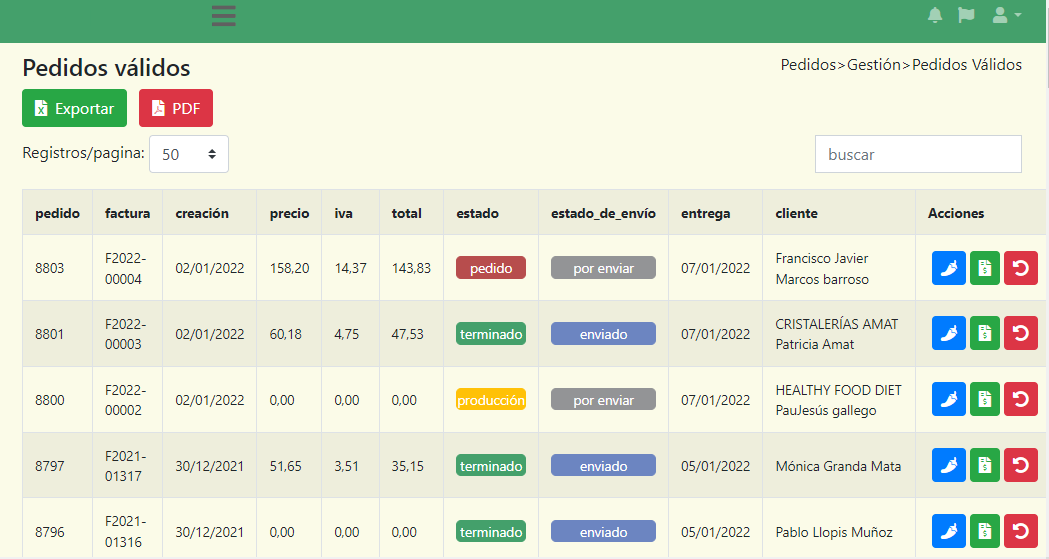 Pedidos válidos
Pedidos>Gestión>Pedidos Válidos
Exportar PDF
Registros/pagina: 50
buscar
pedido factura creación precio iva total estado estado_de_envío entrega cliente Acciones
8803 F2022-00004 02/01/2022 158,20 14,37 143,83 pedido por enviar 07/01/2022 Francisco Javier Marcos barroso
8801 F2022-00003 02/01/2022 60,18 4,75 47,53 terminado enviado 07/01/2022 CRISTALERÍAS AMAT Patricia Amat
8800 F2022-00002 02/01/2022 0,00 0,00 0,00 producción por enviar 07/01/2022 HEALTHY FOOD DIET PauJesús gallego
8797 F2021-01317 30/12/2021 51,65 3,51 35,15 terminado enviado 05/01/2022 Mónica Granda Mata
8796 F2021-01316 30/12/2021 0,00 0,00 0,00 terminado enviado 05/01/2022 Pablo Llopis Muñoz